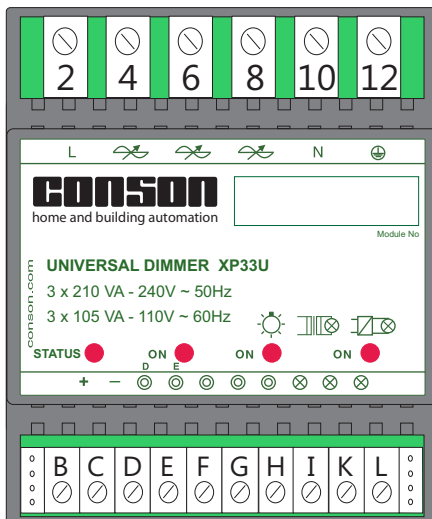 2 4 6 8 10 12
L N
CONSON
home and building automation
Module No
conson.com
UNIVERSAL DIMMER XP33U
3 x 210 VA - 240V ~ 50Hz
3 x 105 VA - 110V ~ 60Hz
STATUS ON ON ON
D E
+ –
B C D E F G H I K L